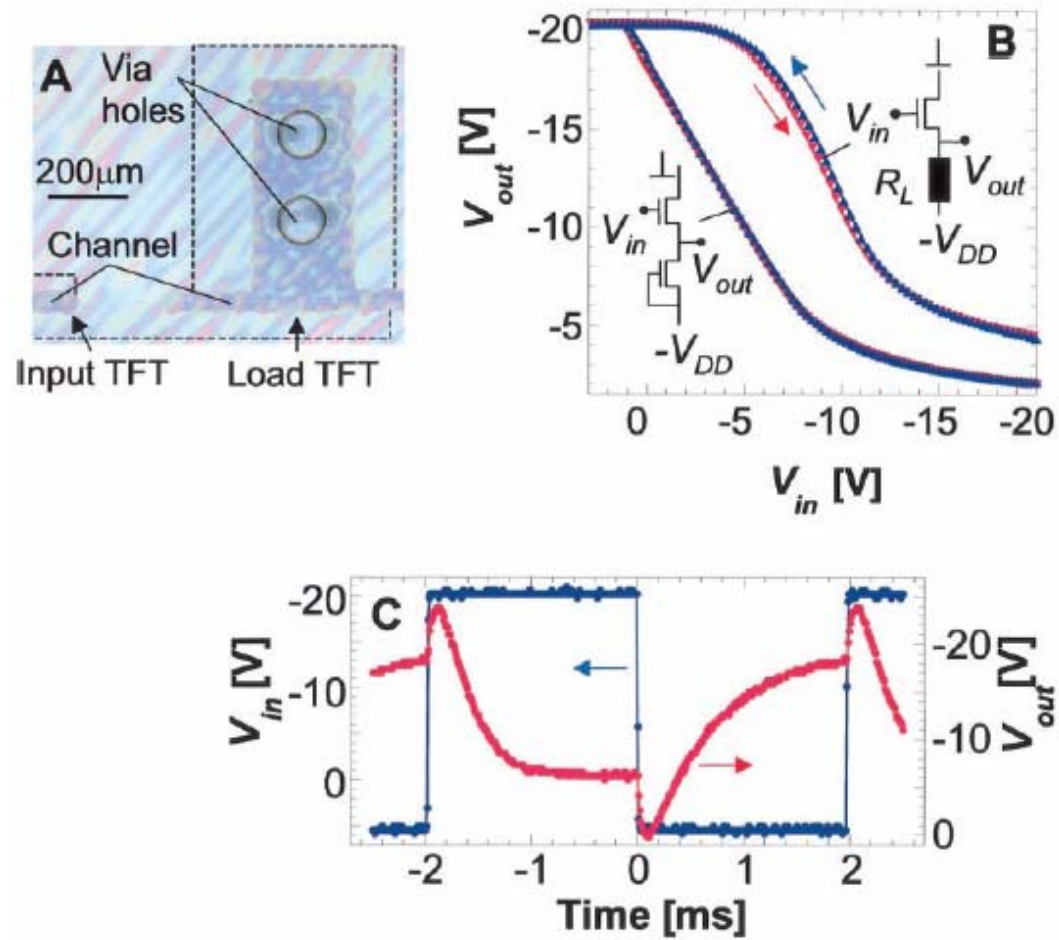 A
Via
holes
200μm
Channel
Input TFT
Load TFT
B
-20
-15
-10
-5
V_out [V]
0
-5
-10
-15
-20
V_in [V]
V_in
V_out
-V_DD
V_in
R_L
V_out
-V_DD
C
-20
-10
0
V_in [V]
-20
-10
0
V_out [V]
-2
-1
0
1
2
Time [ms]